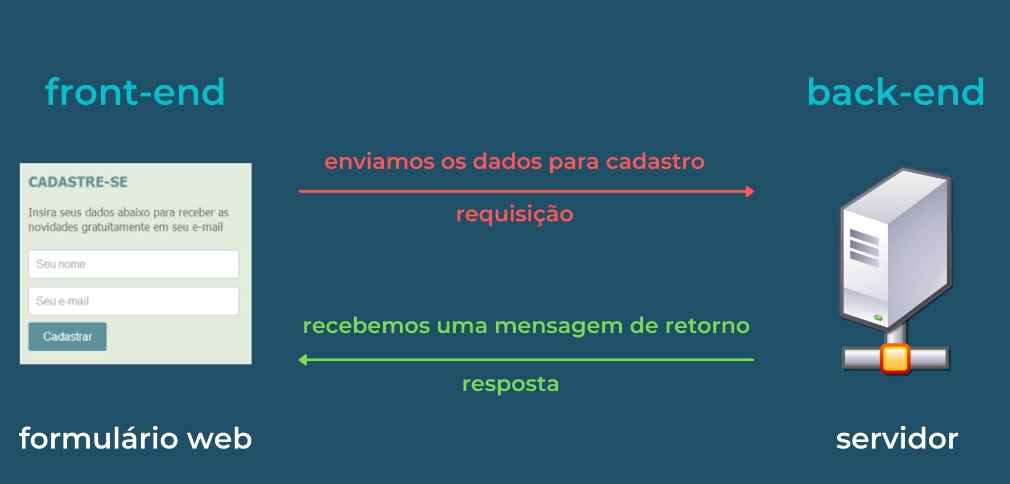 front-end
back-end
enviamos os dados para cadastro
requisição
CADASTRE-SE
Insira seus dados abaixo para receber as
novidades gratuitamente em seu e-mail
Seu nome
Seu e-mail
Cadastrar
recebemos uma mensagem de retorno
resposta
formulário web
servidor